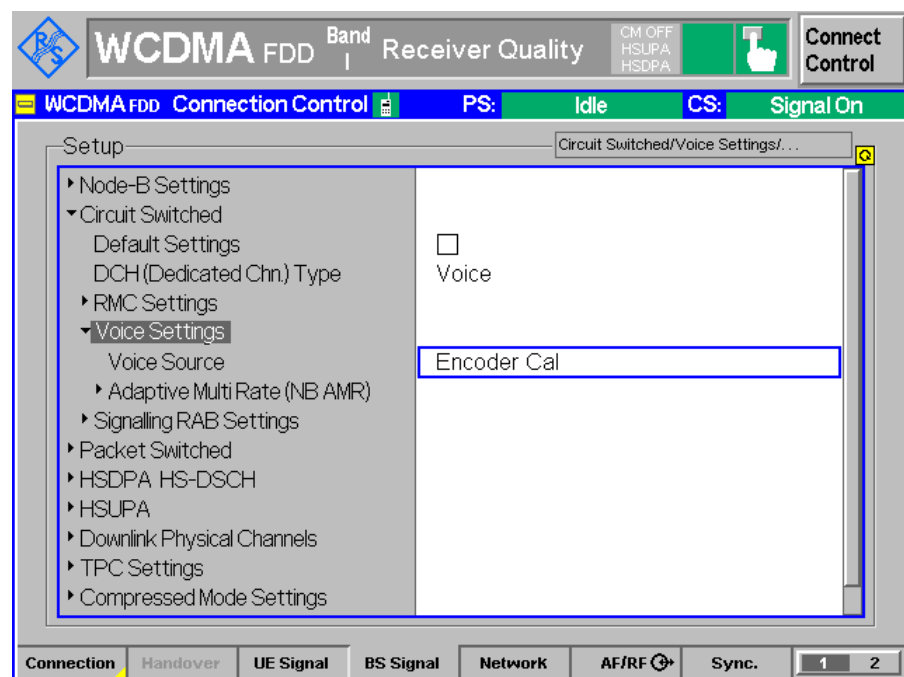 R S
WCDMA FDD Band I Receiver Quality
CM OFF
HSUPA
HSDPA
Connect
Control
WCDMA FDD Connection Control PS: Idle CS: Signal On
Setup Circuit Switched/Voice Settings/...
Node-B Settings
Circuit Switched
Default Settings
DCH (Dedicated Chn.) Type Voice
RMC Settings
Voice Settings
Voice Source Encoder Cal
Adaptive Multi Rate (NB AMR)
Signalling RAB Settings
Packet Switched
HSDPA HS-DSCH
HSUPA
Downlink Physical Channels
TPC Settings
Compressed Mode Settings
Connection Handover UE Signal BS Signal Network AF/RF Sync. 1 2